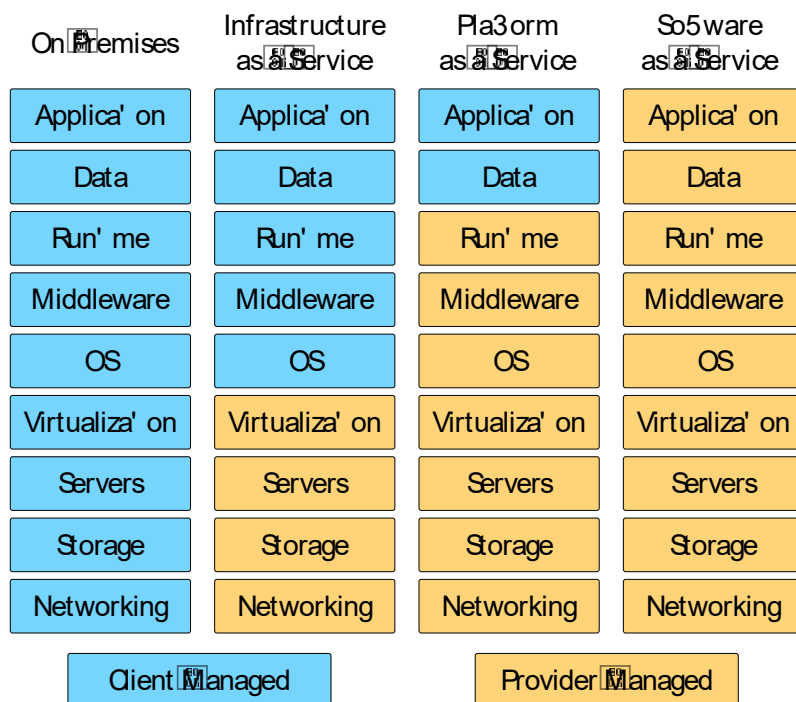 On Premises
Infrastructure
as a Service
Pla3orm
as a Service
So5ware
as a Service
Applica' on
Applica' on
Applica' on
Applica' on
Data
Data
Data
Data
Run' me
Run' me
Run' me
Run' me
Middleware
Middleware
Middleware
Middleware
OS
OS
OS
OS
Virtualiza' on
Virtualiza' on
Virtualiza' on
Virtualiza' on
Servers
Servers
Servers
Servers
Storage
Storage
Storage
Storage
Networking
Networking
Networking
Networking
Client Managed
Provider Managed